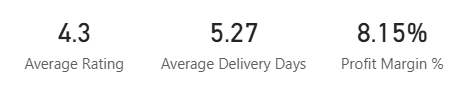 4.3 5.27 8.15%
Average Rating Average Delivery Days Profit Margin %